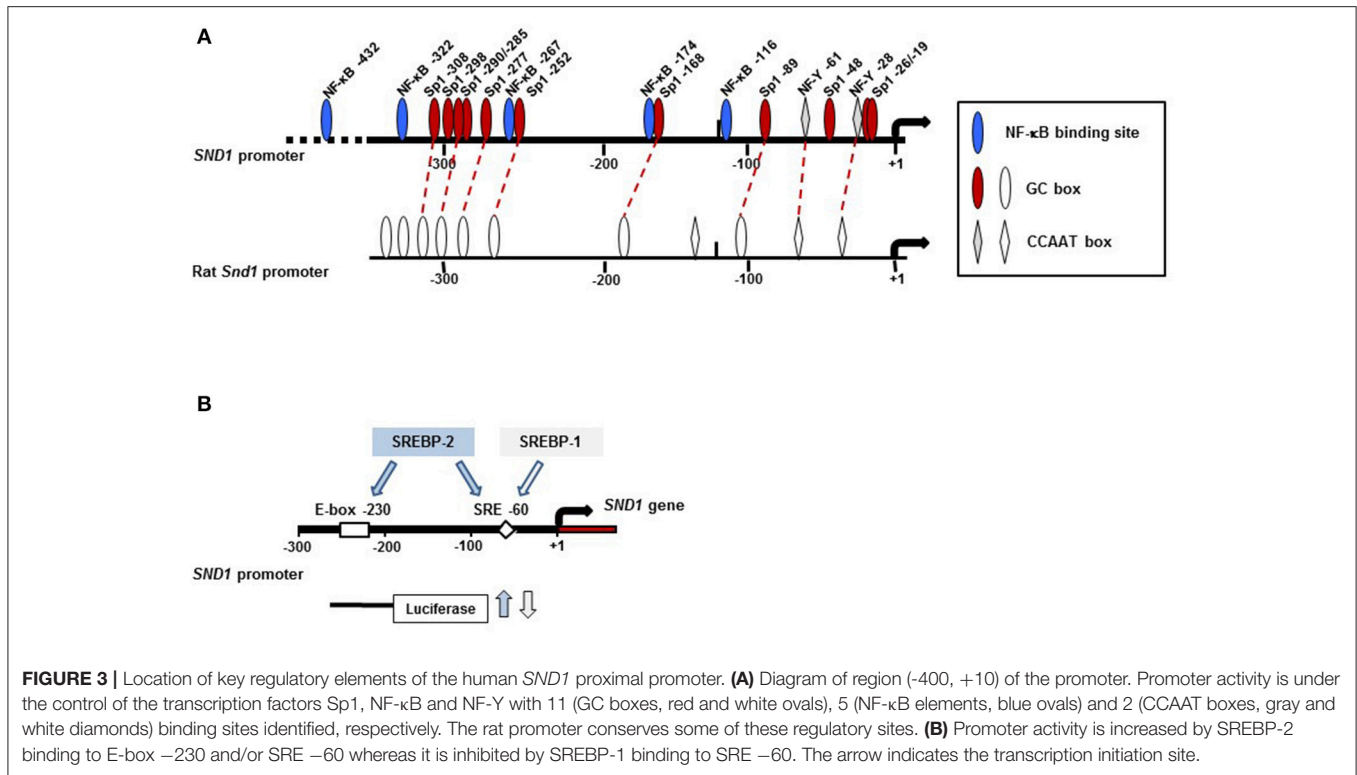 A
NF-κB -432
NF-κB -322
Sp1 -308
Sp1 -298
Sp1 -290/-285
Sp1 -277
NF-κB -267
Sp1 -252
NF-κB -174
Sp1 -168
NF-κB -116
Sp1 -89
NF-Y -61
Sp1 -48
NF-Y -28
Sp1 -26/-19
SND1 promoter
-300
-200
-100
+1
Rat Snd1 promoter
-300
-200
-100
+1
NF-κB binding site
GC box
CCAAT box
B
SREBP-2
SREBP-1
E-box -230
SRE -60
SND1 gene
-300
-200
-100
+1
SND1 promoter
Luciferase
FIGURE 3 | Location of key regulatory elements of the human SND1 proximal promoter. (A) Diagram of region (-400, +10) of the promoter. Promoter activity is under
the control of the transcription factors Sp1, NF-κB and NF-Y with 11 (GC boxes, red and white ovals), 5 (NF-κB elements, blue ovals) and 2 (CCAAT boxes, gray and
white diamonds) binding sites identified, respectively. The rat promoter conserves some of these regulatory sites. (B) Promoter activity is increased by SREBP-2
binding to E-box −230 and/or SRE −60 whereas it is inhibited by SREBP-1 binding to SRE −60. The arrow indicates the transcription initiation site.